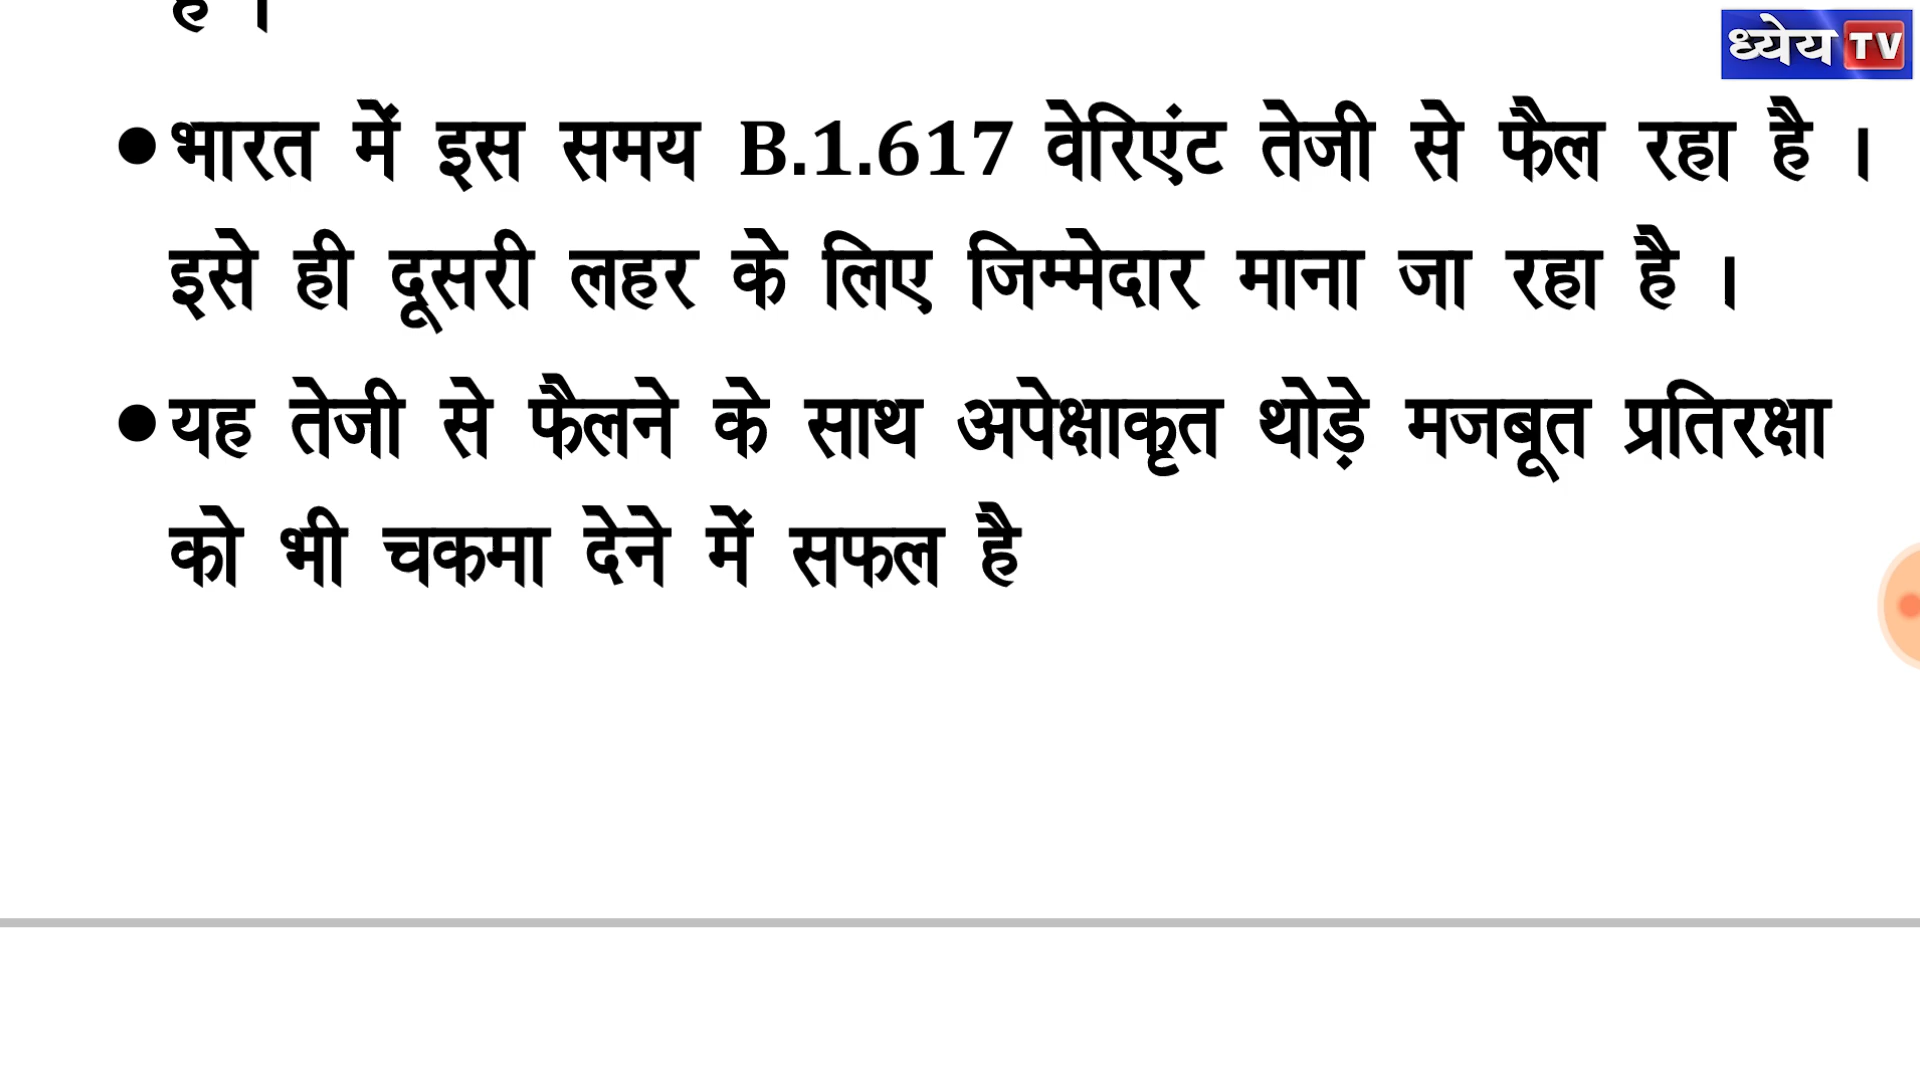 है ।
ध्येय TV
•भारत में इस समय B.1.617 वेरिएंट तेजी से फैल रहा है ।
इसे ही दूसरी लहर के लिए जिम्मेदार माना जा रहा है ।
•यह तेजी से फैलने के साथ अपेक्षाकृत थोड़े मजबूत प्रतिरक्षा
को भी चकमा देने में सफल है